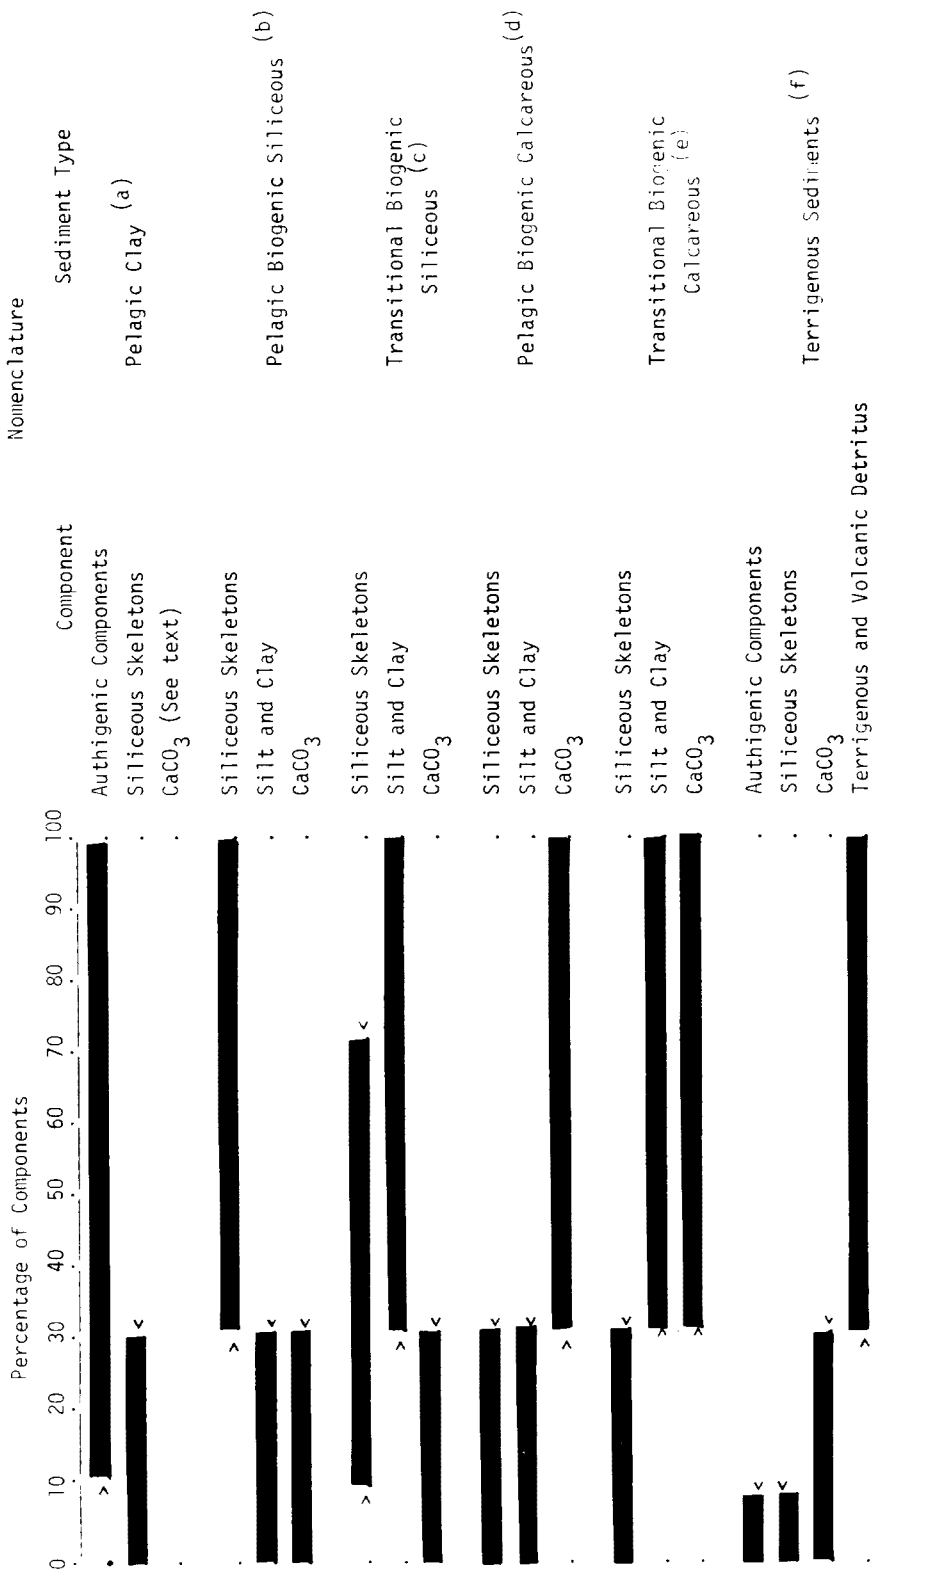 Nomenclature
Percentage of Components
0 10 20 30 40 50 60 70 80 90 100 Component Sediment Type
> Authigenic Components
< Siliceous Skeletons Pelagic Clay (a)
CaCO3 (See text)
> Siliceous Skeletons
< Silt and Clay Pelagic Biogenic Siliceous (b)
< CaCO3
> < Siliceous Skeletons
> Silt and Clay Transitional Biogenic
< CaCO3 Siliceous (c)
< Siliceous Skeletons
< Silt and Clay Pelagic Biogenic Calcareous (d)
> CaCO3
< Siliceous Skeletons
> Silt and Clay Transitional Biogenic
> CaCO3 Calcareous (e)
< Authigenic Components
< Siliceous Skeletons
< CaCO3 Terrigenous Sediments (f)
> Terrigenous and Volcanic Detritus